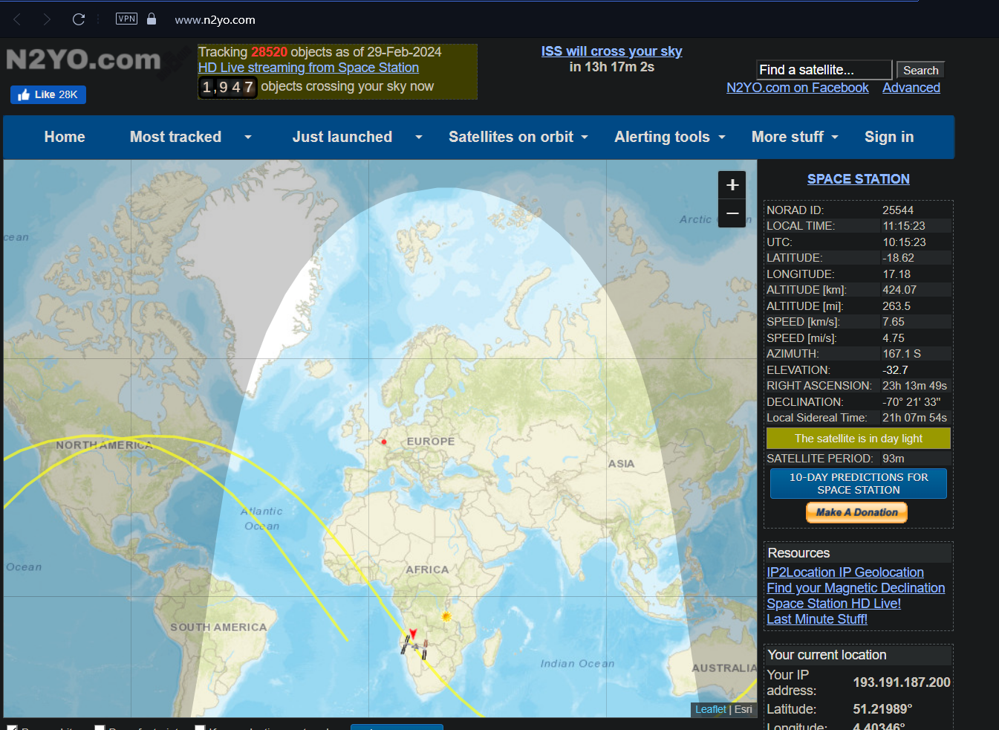 VPN
www.n2yo.com
N2YO.com
Like 28K
Tracking 28520 objects as of 29-Feb-2024
HD Live streaming from Space Station
1,947 objects crossing your sky now
ISS will cross your sky
in 13h 17m 2s
Find a satellite...
Search
N2YO.com on Facebook
Advanced
Home
Most tracked
Just launched
Satellites on orbit
Alerting tools
More stuff
Sign in
cean
Arctic
n
NORTH AMERICA
EUROPE
ASIA
Atlantic
Ocean
Ocean
AFRICA
SOUTH AMERICA
Indian Ocean
AUSTRALIA
+
−
Leaflet | Esri
SPACE STATION
NORAD ID: 25544
LOCAL TIME: 11:15:23
UTC: 10:15:23
LATITUDE: -18.62
LONGITUDE: 17.18
ALTITUDE [km]: 424.07
ALTITUDE [mi]: 263.5
SPEED [km/s]: 7.65
SPEED [mi/s]: 4.75
AZIMUTH: 167.1 S
ELEVATION: -32.7
RIGHT ASCENSION: 23h 13m 49s
DECLINATION: -70° 21' 33''
Local Sidereal Time: 21h 07m 54s
The satellite is in day light
SATELLITE PERIOD: 93m
10-DAY PREDICTIONS FOR
SPACE STATION
Make A Donation
Resources
IP2Location IP Geolocation
Find your Magnetic Declination
Space Station HD Live!
Last Minute Stuff!
Your current location
Your IP
address: 193.191.187.200
Latitude: 51.21989°
Longitude: 4.40346°